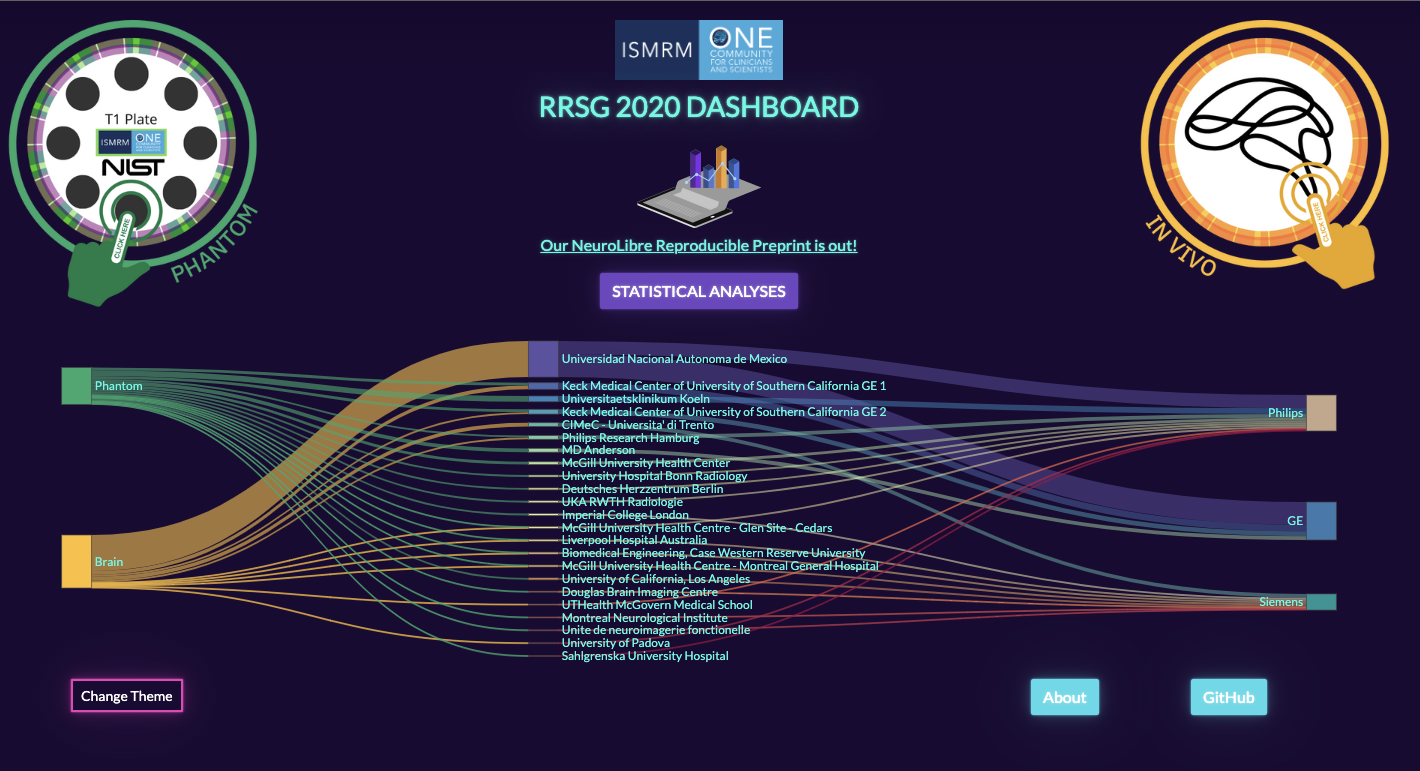 ISMRM
ONE
COMMUNITY
FOR CLINICIANS
AND SCIENTISTS
RRSG 2020 DASHBOARD
T1 Plate
ISMRM
ONE
NIST
CLICK HERE
PHANTOM
CLICK HERE
IN VIVO
Our NeuroLibre Reproducible Preprint is out!
STATISTICAL ANALYSES
Phantom
Brain
Universidad Nacional Autonoma de Mexico
Keck Medical Center of University of Southern California GE 1
Universitaetsklinikum Koeln
Keck Medical Center of University of Southern California GE 2
CIMeC - Universita' di Trento
Philips Research Hamburg
MD Anderson
McGill University Health Center
University Hospital Bonn Radiology
Deutsches Herzzentrum Berlin
UKA RWTH Radiologie
Imperial College London
McGill University Health Centre - Glen Site - Cedars
Liverpool Hospital Australia
Biomedical Engineering, Case Western Reserve University
McGill University Health Centre - Montreal General Hospital
University of California, Los Angeles
Douglas Brain Imaging Centre
UTHealth McGovern Medical School
Montreal Neurological Institute
Unite de neuroimagerie fonctionelle
University of Padova
Sahlgrenska University Hospital
Philips
GE
Siemens
Change Theme
About
GitHub